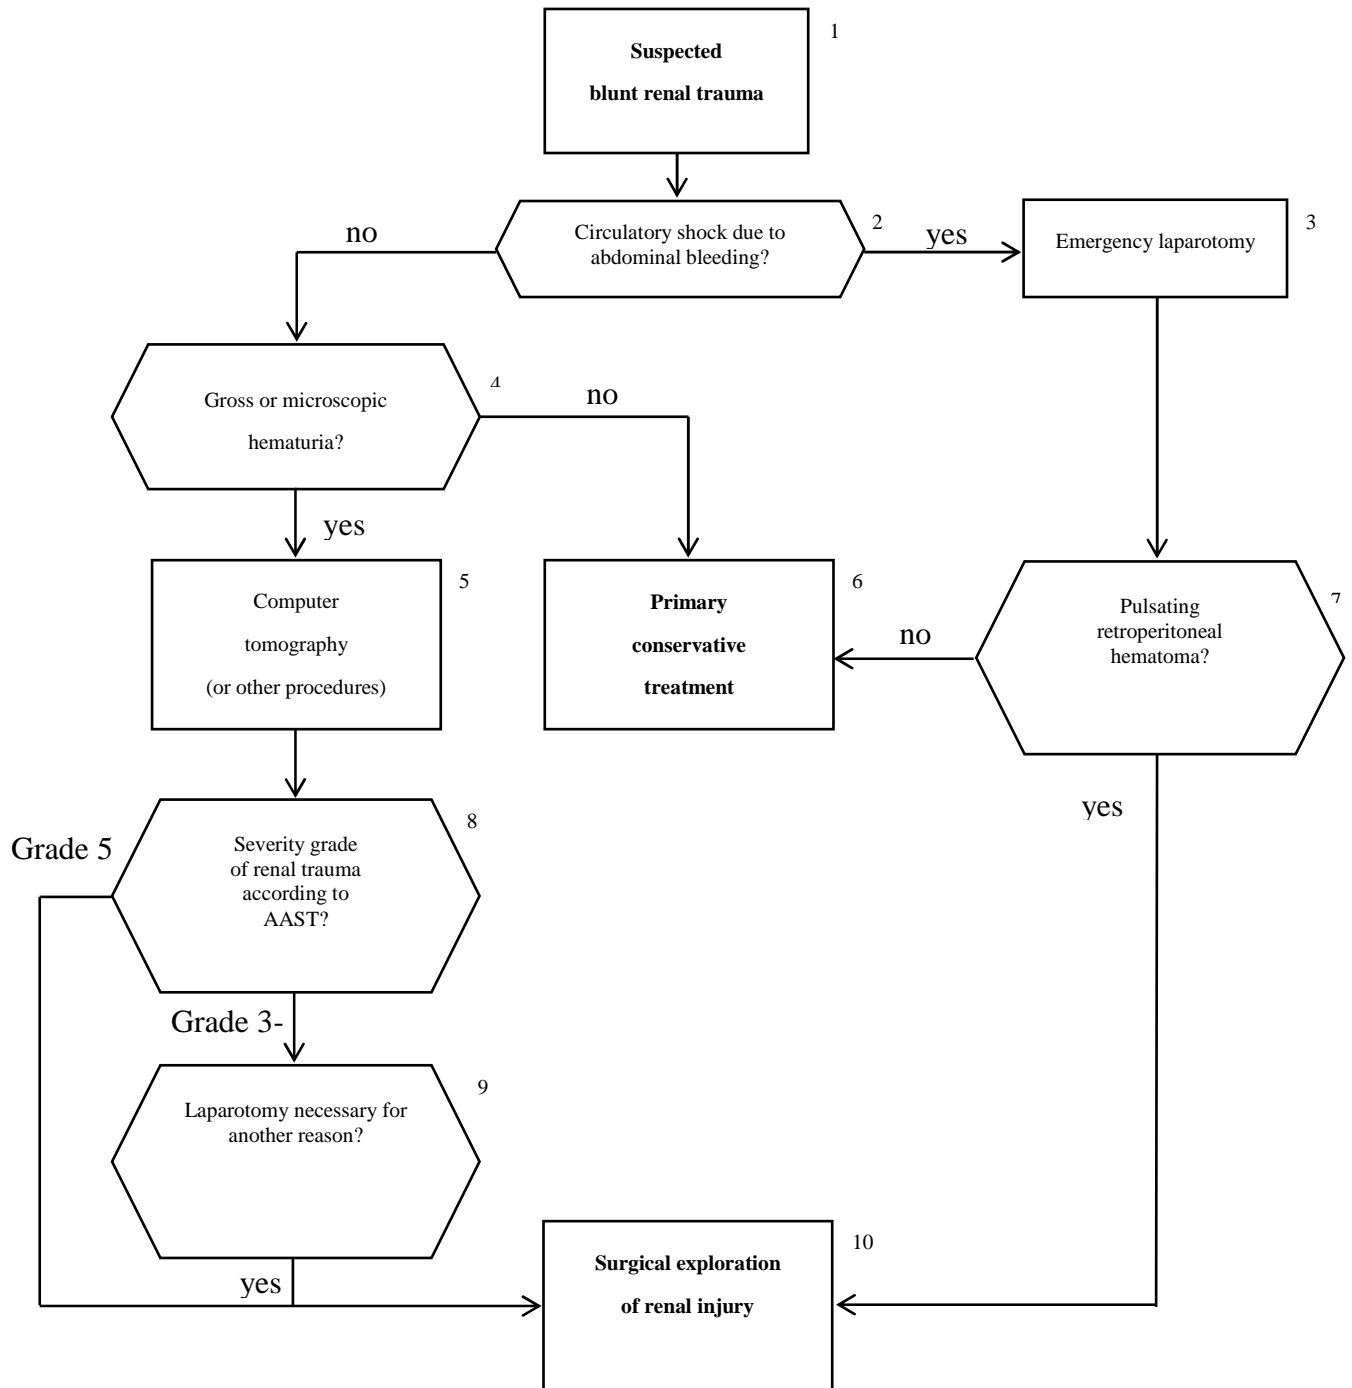 1
Suspected
blunt renal trauma
2
Circulatory shock due to
abdominal bleeding?
no
yes
3
Emergency laparotomy
4
Gross or microscopic
hematuria?
no
yes
5
Computer
tomography
(or other procedures)
6
Primary
conservative
treatment
no
7
Pulsating
retroperitoneal
hematoma?
yes
8
Severity grade
of renal trauma
according to
AAST?
Grade 5
Grade 3-
9
Laparotomy necessary for
another reason?
yes
10
Surgical exploration
of renal injury